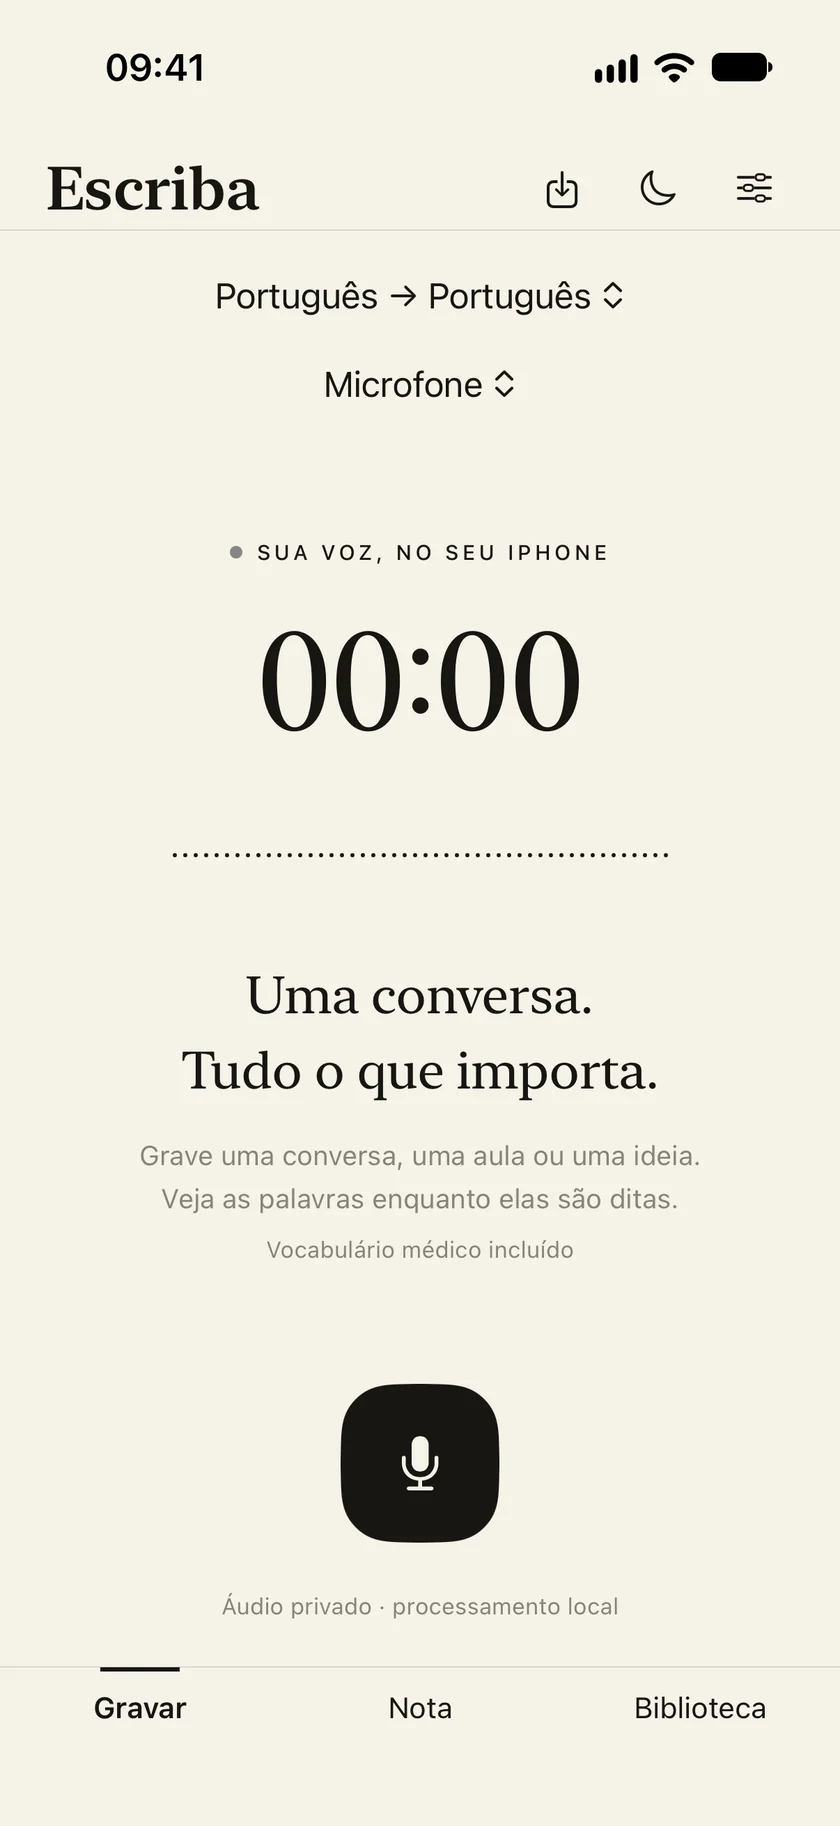 09:41
Escriba
Português → Português
Microfone
SUA VOZ, NO SEU IPHONE
00:00
Uma conversa.
Tudo o que importa.
Grave uma conversa, uma aula ou uma ideia.
Veja as palavras enquanto elas são ditas.
Vocabulário médico incluído
Áudio privado · processamento local
Gravar Nota Biblioteca